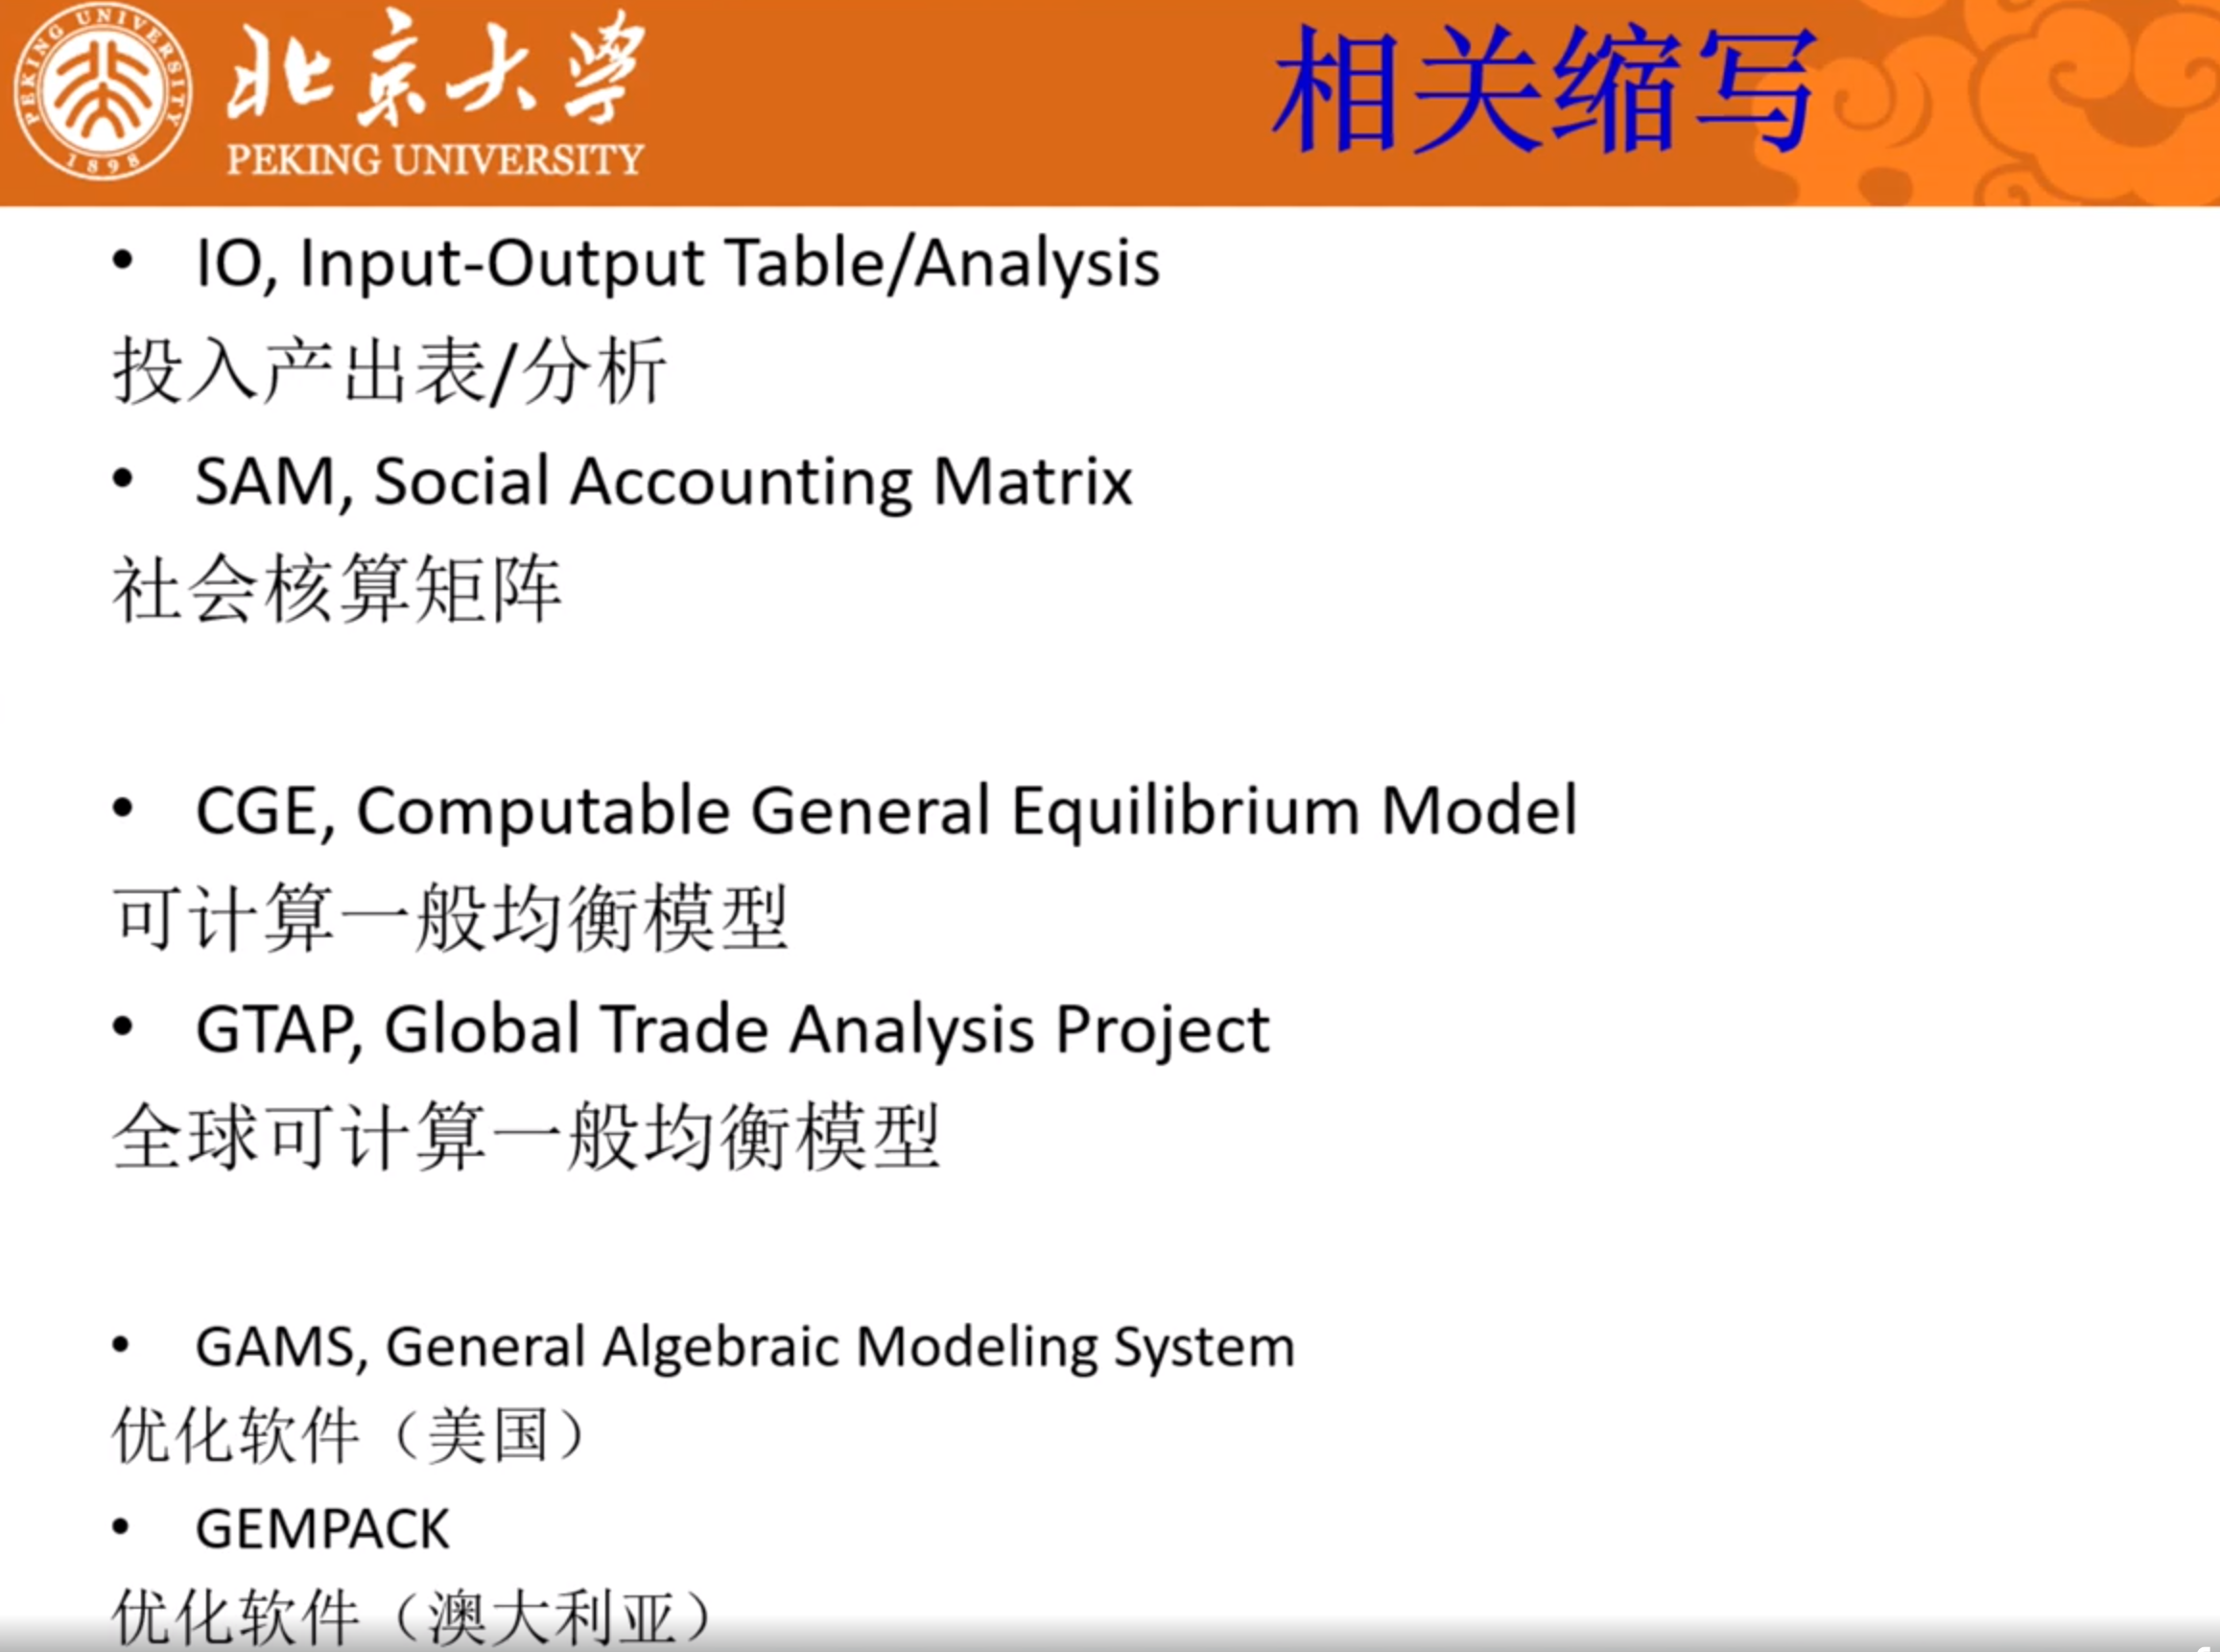 PEKING UNIVERSITY
1898
北京大学
PEKING UNIVERSITY
相关缩写
• IO, Input-Output Table/Analysis
投入产出表/分析
• SAM, Social Accounting Matrix
社会核算矩阵
• CGE, Computable General Equilibrium Model
可计算一般均衡模型
• GTAP, Global Trade Analysis Project
全球可计算一般均衡模型
• GAMS, General Algebraic Modeling System
优化软件（美国）
• GEMPACK
优化软件（澳大利亚）